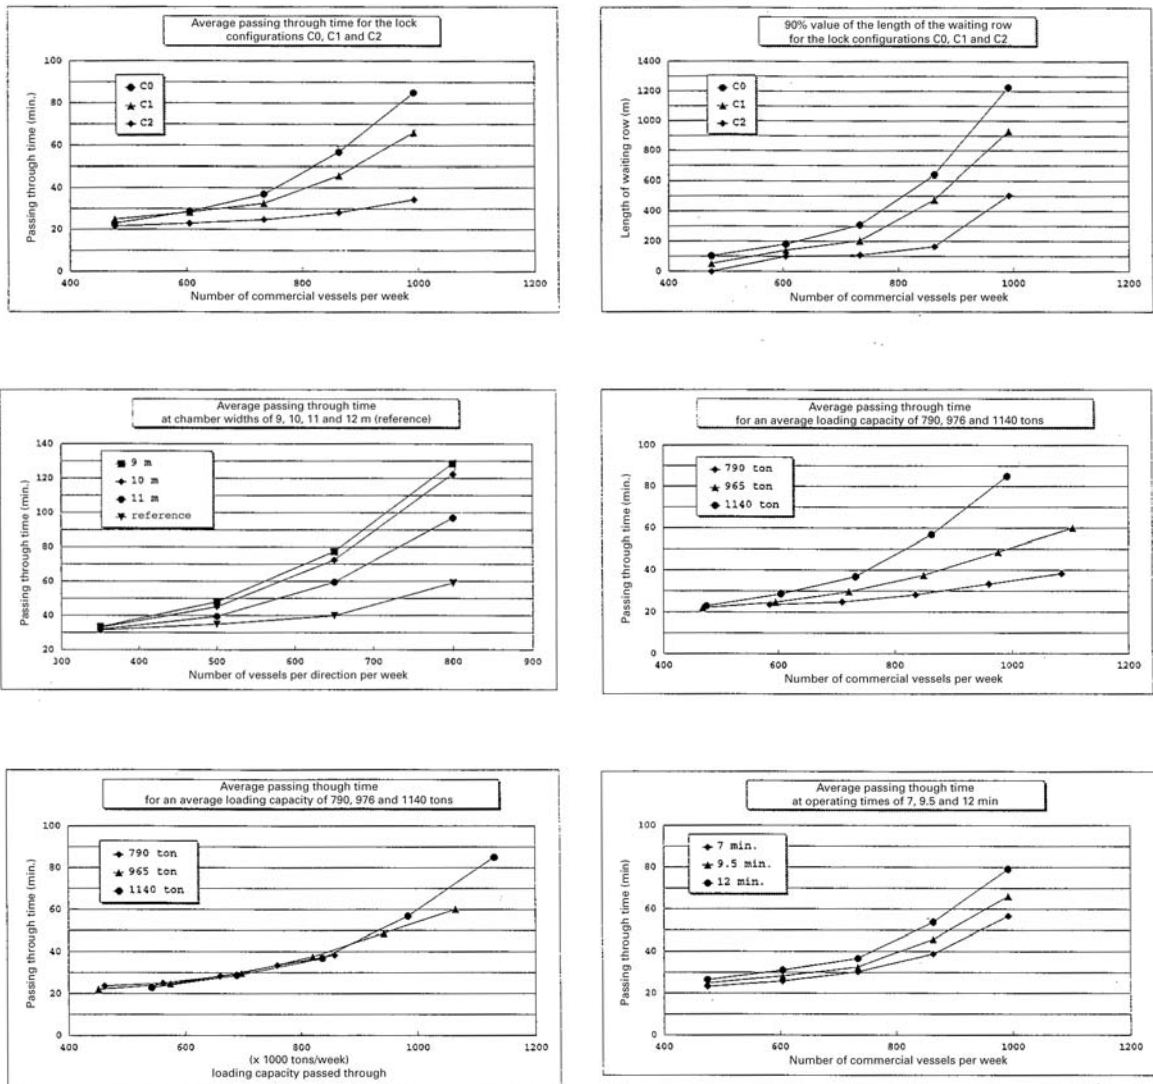 Average passing through time for the lock
configurations C0, C1 and C2
Passing through time (min.)
100
80
60
40
20
0
C0
C1
C2
400
600
800
1000
1200
Number of commercial vessels per week
90% value of the length of the waiting row
for the lock configurations C0, C1 and C2
Length of waiting row (m)
1400
1200
1000
800
600
400
200
0
C0
C1
C2
400
600
800
1000
1200
Number of commercial vessels per week
Average passing through time
at chamber widths of 9, 10, 11 and 12 m (reference)
Passing through time (min.)
140
120
100
80
60
40
20
9 m
10 m
11 m
reference
300
400
500
600
700
800
900
Number of vessels per direction per week
Average passing through time
for an average loading capacity of 790, 976 and 1140 tons
Passing through time (min.)
100
80
60
40
20
0
790 ton
965 ton
1140 ton
400
600
800
1000
1200
Number of commercial vessels per week
Average passing though time
for an average loading capacity of 790, 976 and 1140 tons
Passing through time (min.)
100
80
60
40
20
0
790 ton
965 ton
1140 ton
400
600
800
1000
1200
(x 1000 tons/week)
loading capacity passed through
Average passing though time
at operating times of 7, 9.5 and 12 min
Passing through time (min)
100
80
60
40
20
0
7 min.
9.5 min.
12 min.
400
600
800
1000
1200
Number of commercial vessels per week